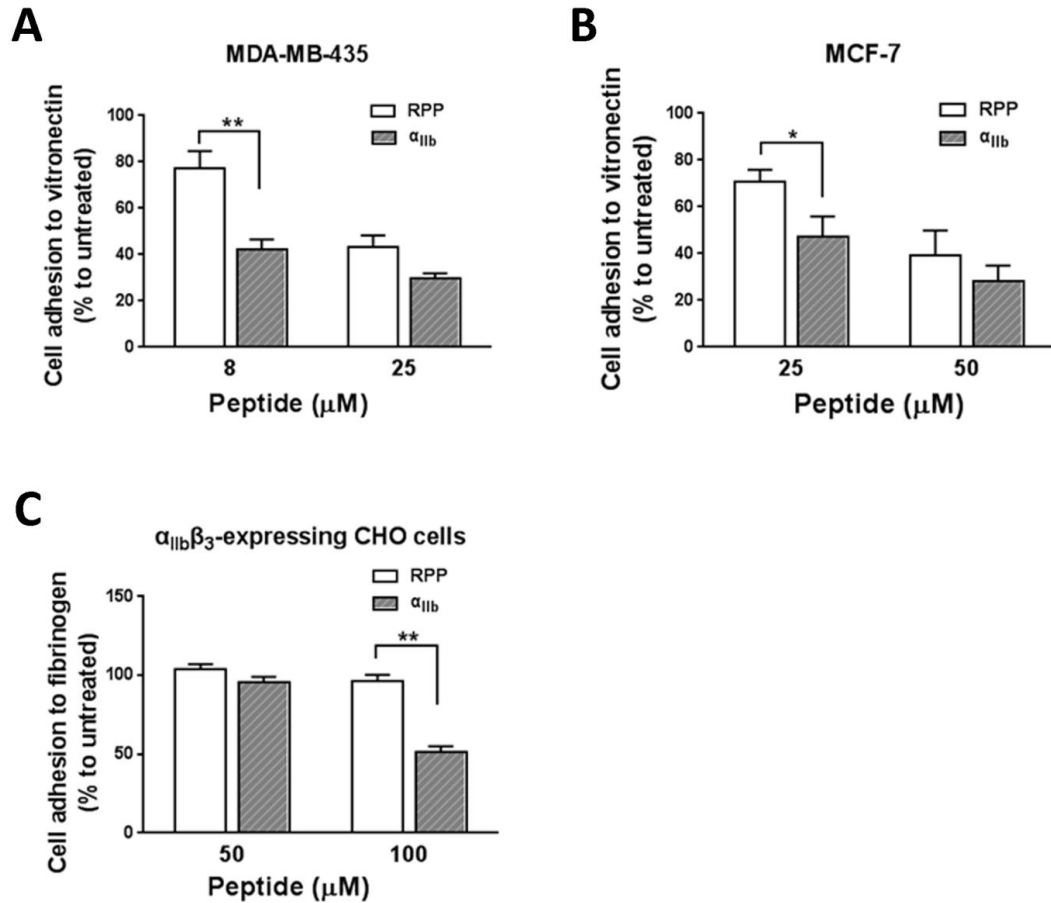 A
MDA-MB-435
RPP
αIIb
Cell adhesion to vitronectin
(% to untreated)
100
80
60
40
20
0
**
8
25
Peptide (μM)
B
MCF-7
RPP
αIIb
Cell adhesion to vitronectin
(% to untreated)
100
80
60
40
20
0
*
25
50
Peptide (μM)
C
αIIbβ3-expressing CHO cells
RPP
αIIb
Cell adhesion to fibrinogen
(% to untreated)
150
100
50
0
**
50
100
Peptide (μM)